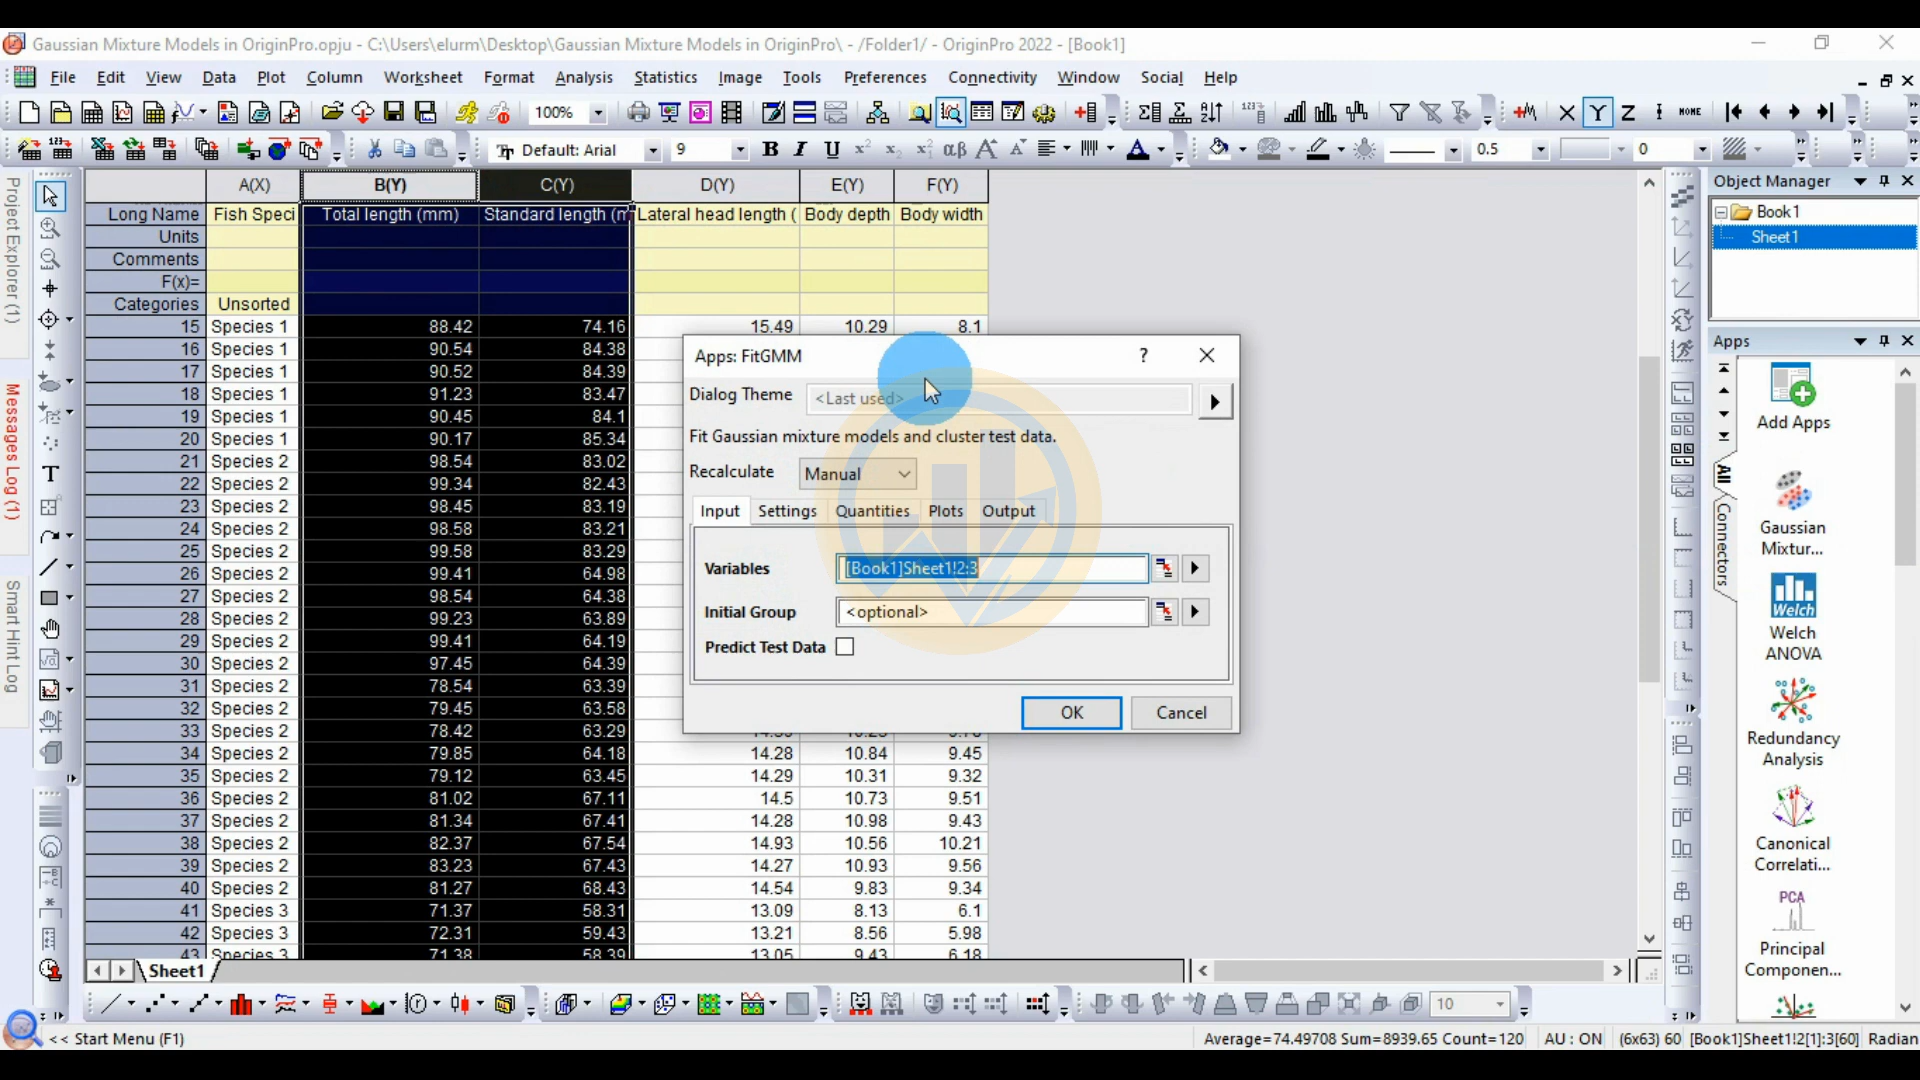 Gaussian Mixture Models in OriginPro.opju - C:\Users\elurm\Desktop\Gaussian Mixture Models in OriginPro\ - /Folder1/ - OriginPro 2022 - [Book1]
File Edit View Data Plot Column Worksheet Format Analysis Statistics Image Tools Preferences Connectivity Window Social Help
100%
X Y Z HOME
Default: Arial 9 B I U αβ A A A 0.5 0
Project Explorer (1)
Messages Log (1)
Smart Hint Log
A(X) B(Y) C(Y) D(Y) E(Y) F(Y)
Long Name Fish Speci Total length (mm) Standard length (m Lateral head length ( Body depth Body width
Units
Comments
F(x)=
Categories Unsorted
15 Species 1 88.42 74.16 15.49 10.29 8.1
16 Species 1 90.54 84.38
17 Species 1 90.52 84.39
18 Species 1 91.23 83.47
19 Species 1 90.45 84.1
20 Species 1 90.17 85.34
21 Species 2 98.54 83.02
22 Species 2 99.34 82.43
23 Species 2 98.45 83.19
24 Species 2 98.58 83.21
25 Species 2 99.58 83.29
26 Species 2 99.41 64.98
27 Species 2 98.54 64.38
28 Species 2 99.23 63.89
29 Species 2 99.41 64.19
30 Species 2 97.45 64.39
31 Species 2 78.54 63.39
32 Species 2 79.45 63.58
33 Species 2 78.42 63.29
34 Species 2 79.85 64.18 14.28 10.84 9.45
35 Species 2 79.12 63.45 14.29 10.31 9.32
36 Species 2 81.02 67.11 14.5 10.73 9.51
37 Species 2 81.34 67.41 14.28 10.98 9.43
38 Species 2 82.37 67.54 14.93 10.56 10.21
39 Species 2 83.23 67.43 14.27 10.93 9.56
40 Species 2 81.27 68.43 14.54 9.83 9.34
41 Species 3 71.37 58.31 13.09 8.13 6.1
42 Species 3 72.31 59.43 13.21 8.56 5.98
43 Species 3 71.38 58.39 13.05 9.43 6.18
Sheet1
Apps: FitGMM ?
Dialog Theme <Last used>
Fit Gaussian mixture models and cluster test data.
Recalculate Manual
Input Settings Quantities Plots Output
Variables [Book1]Sheet1!2:3
Initial Group <optional>
Predict Test Data
OK Cancel
Object Manager
Book1
Sheet1
Apps
All
Connectors
Add Apps
Gaussian
Mixtur...
Welch
Welch
ANOVA
Redundancy
Analysis
Canonical
Correlati...
PCA
Principal
Componen...
10
<< Start Menu (F1)
Average=74.49708 Sum=8939.65 Count=120 AU : ON (6x63) 60 [Book1]Sheet1!2[1]:3[60] Radian